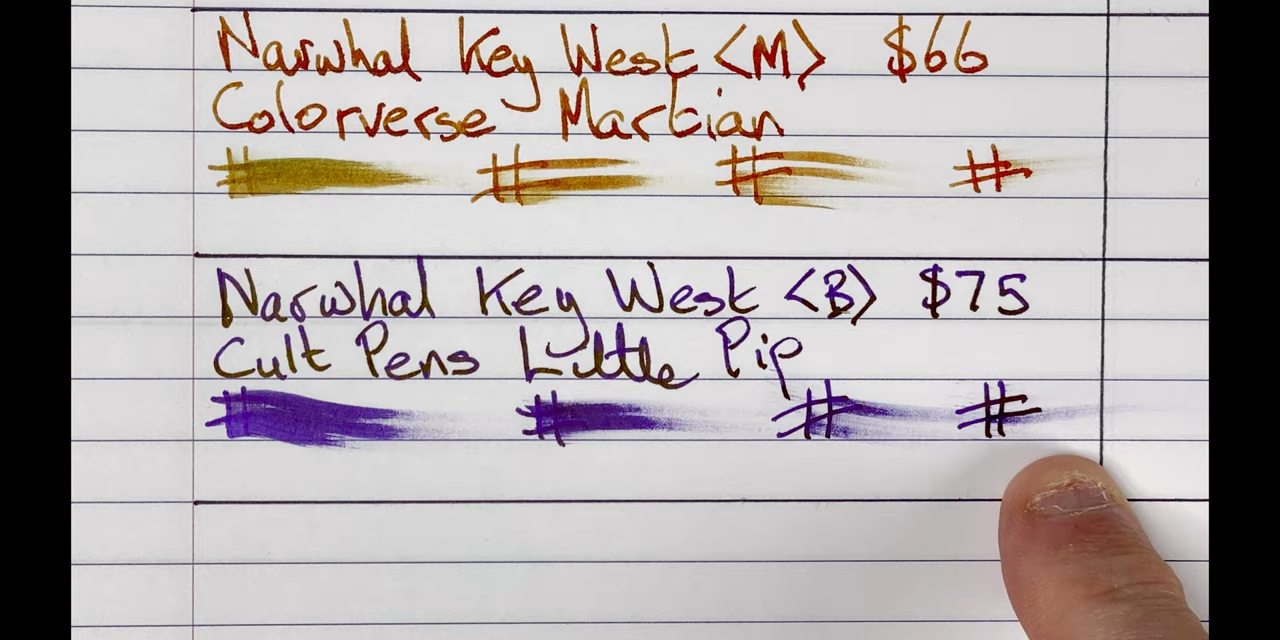 Narwhal Key West <M> $66
Colorverse Martian
# # # #
Narwhal Key West <B> $75
Cult Pens Little Pip
# # # #